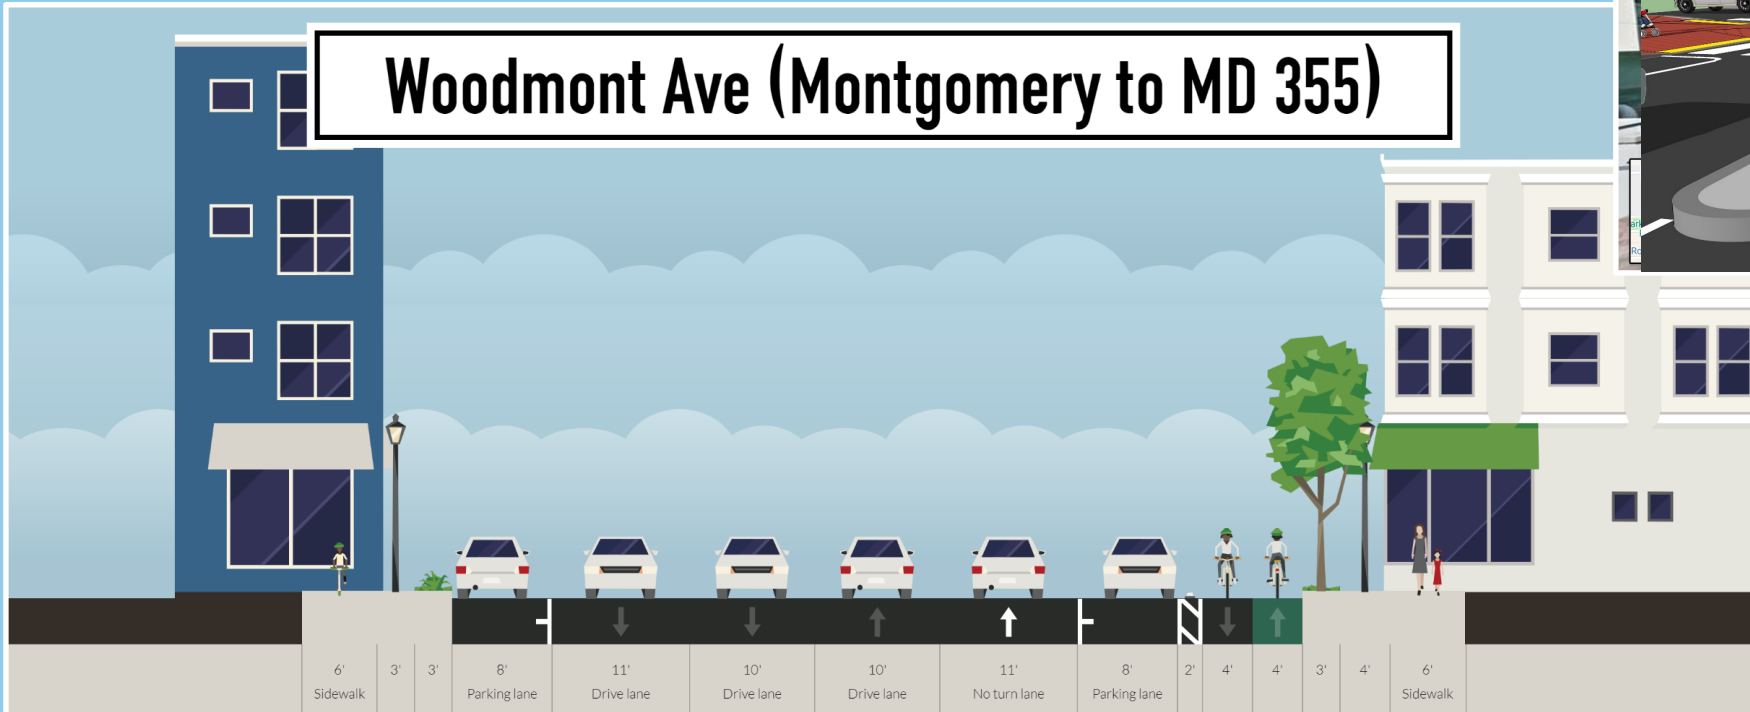 Woodmont Ave (Montgomery to MD 355)
6' 3' 3' 8' 11' 10' 10' 11' 8' 2' 4' 4' 3' 4' 6'
Sidewalk Parking lane Drive lane Drive lane Drive lane No turn lane Parking lane Sidewalk